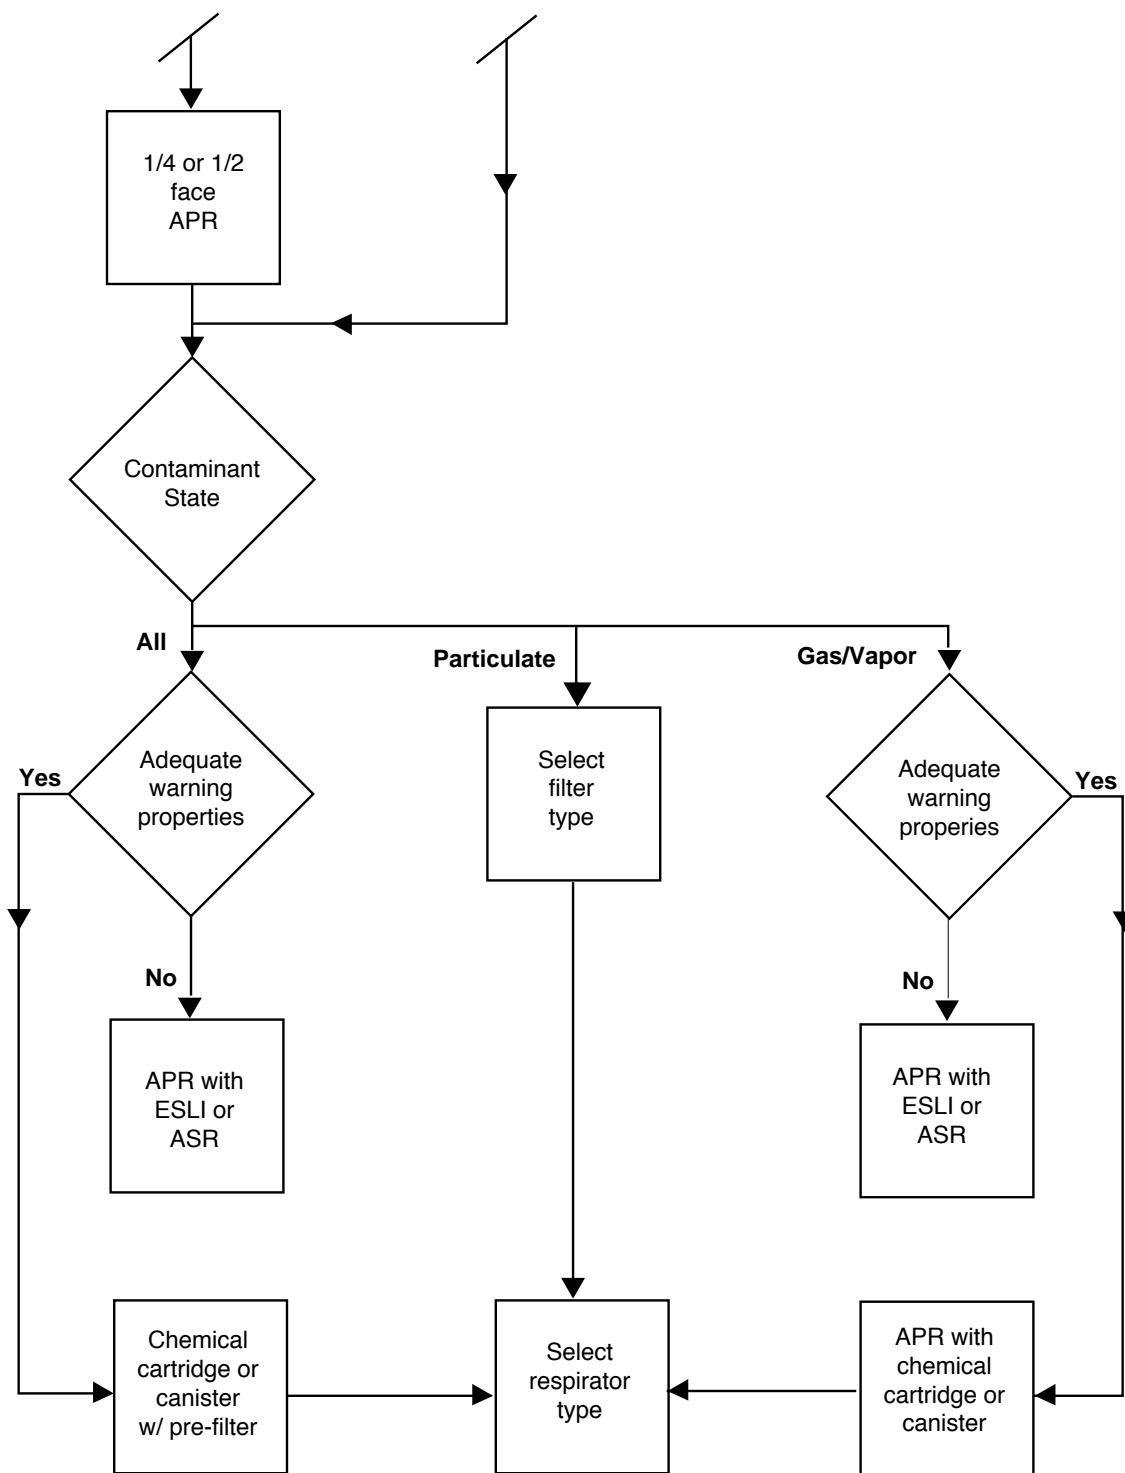 1/4 or 1/2
face
APR
Contaminant
State
All
Particulate
Gas/Vapor
Adequate
warning
properties
Yes
No
Select
filter
type
Adequate
warning
properies
Yes
No
APR with
ESLI or
ASR
APR with
ESLI or
ASR
Chemical
cartridge or
canister
w/ pre-filter
Select
respirator
type
APR with
chemical
cartridge or
canister